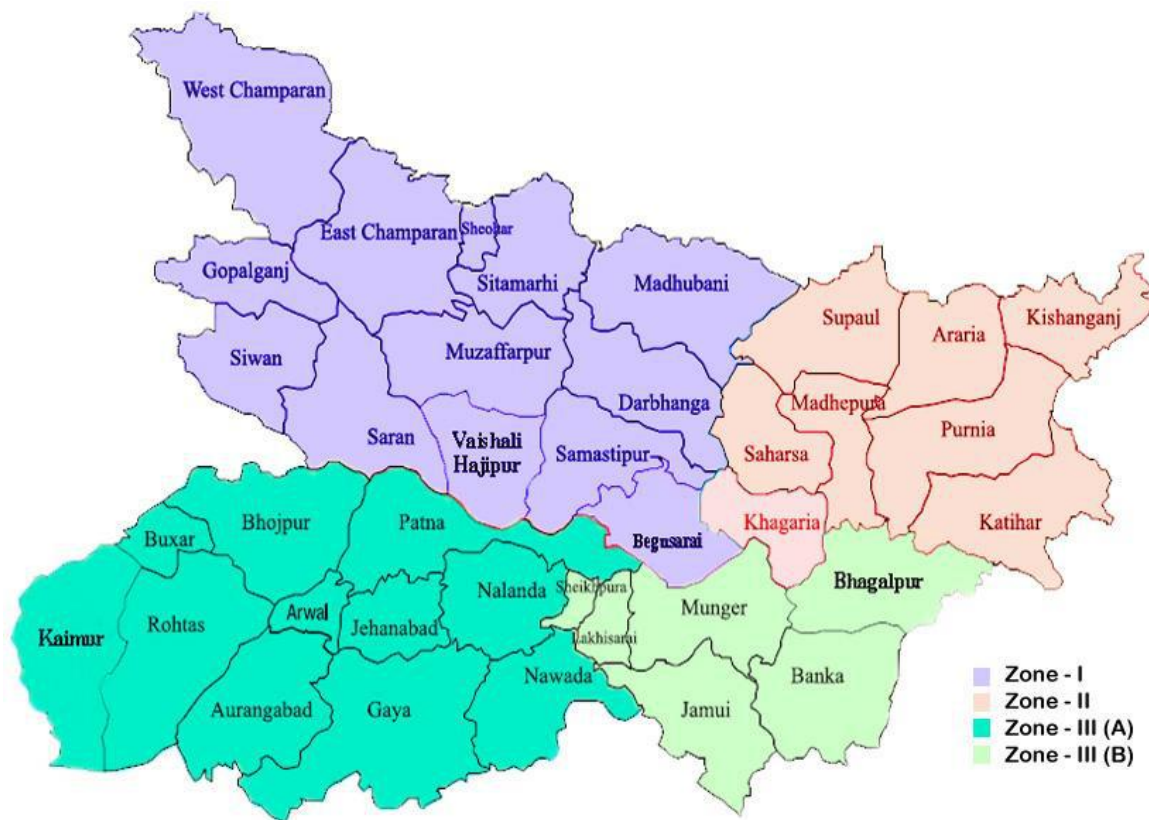 West Champaran
East Champaran
Sheohar
Gopalganj
Sitamarhi
Madhubani
Supaul
Araria
Kishanganj
Siwan
Muzaffarpur
Darbhanga
Madhepura
Purnia
Saran
Vaishali
Hajipur
Samastipur
Saharsa
Khagaria
Katihar
Begusarai
Bhojpur
Patna
Buxar
Nalanda
Sheikhpura
Munger
Bhagalpur
Kaimur
Rohtas
Arwal
Jehanabad
Lakhisarai
Nawada
Banka
Aurangabad
Gaya
Jamui
Zone - I
Zone - II
Zone - III (A)
Zone - III (B)